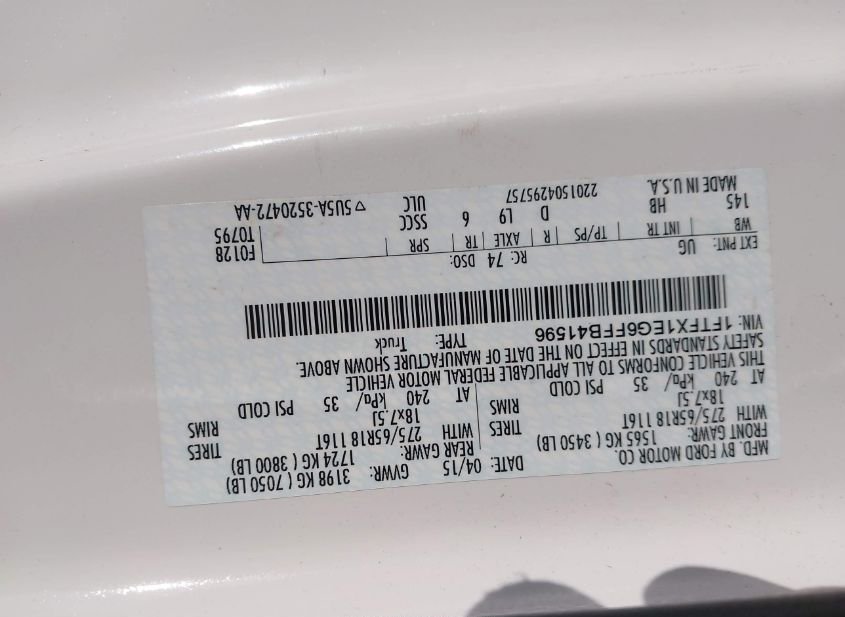 MFD. BY FORD MOTOR CO.
DATE: 04/15 GVWR: 3198 KG ( 7050 LB)
FRONT GAWR: 1565 KG ( 3450 LB)
REAR GAWR: 1724 KG ( 3800 LB)
WITH 275/65R18 116T TIRES
WITH 275/65R18 116T TIRES
18x7.5J RIMS
18x7.5J RIMS
AT 240 kPa/ 35 PSI COLD
AT 240 kPa/ 35 PSI COLD
THIS VEHICLE CONFORMS TO ALL APPLICABLE FEDERAL MOTOR VEHICLE
SAFETY STANDARDS IN EFFECT ON THE DATE OF MANUFACTURE SHOWN ABOVE.
VIN: 1FTFX1EG6FFB41596 TYPE: Truck
EXT PNT: UG RC: 74 DSO: F0128
WB INT TR TP/PS R AXLE TR SPR T0795
145 HB D L9 6 SSCC
MADE IN U.S.A. 2201504295757 ULC ▽5U5A-3520472-AA